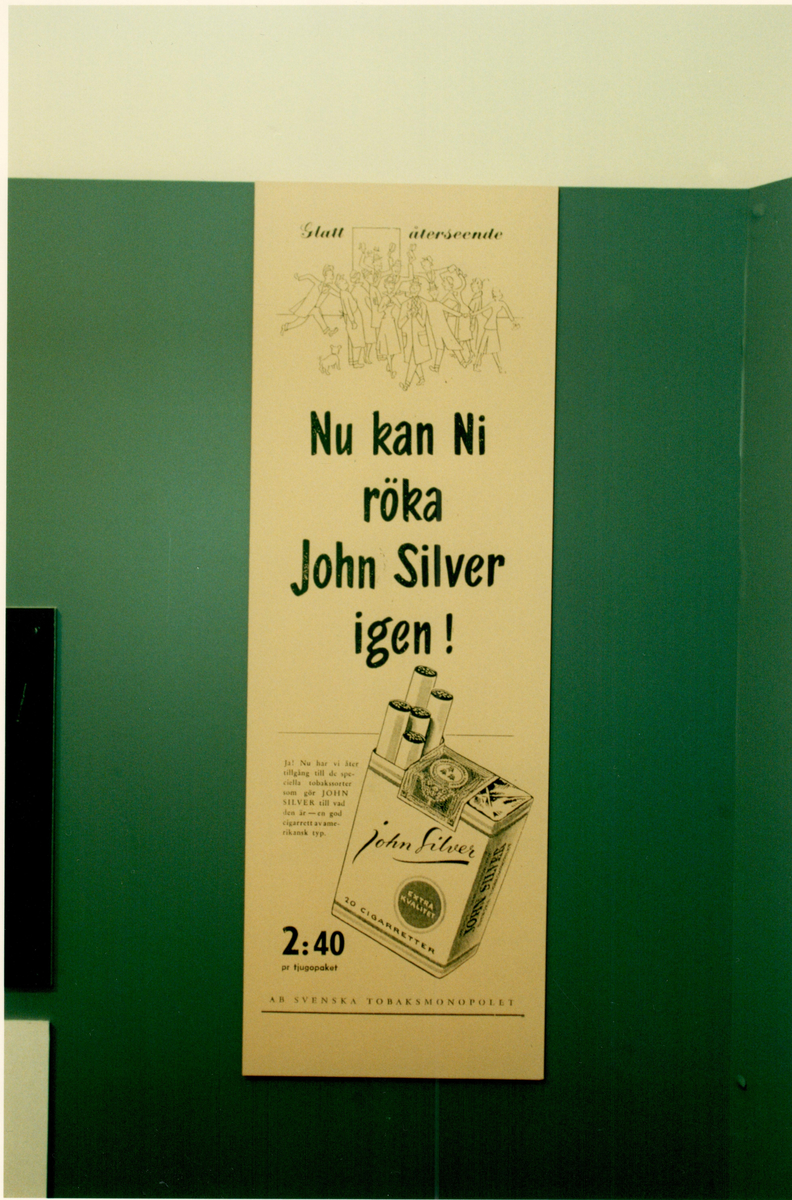 Glatt återseende
Nu kan Ni
röka
John Silver
igen !
Ja! Nu har vi åter
tillgång till de spe-
ciella tobakssorter
som gör JOHN
SILVER till vad
den är — en god
cigarrett av ame-
rikansk typ.
John Silver
EXTRA
KVALITET
20 CIGARRETTER
JOHN SILVER
2:40
pr tjugopaket
AB SVENSKA TOBAKSMONOPOLET